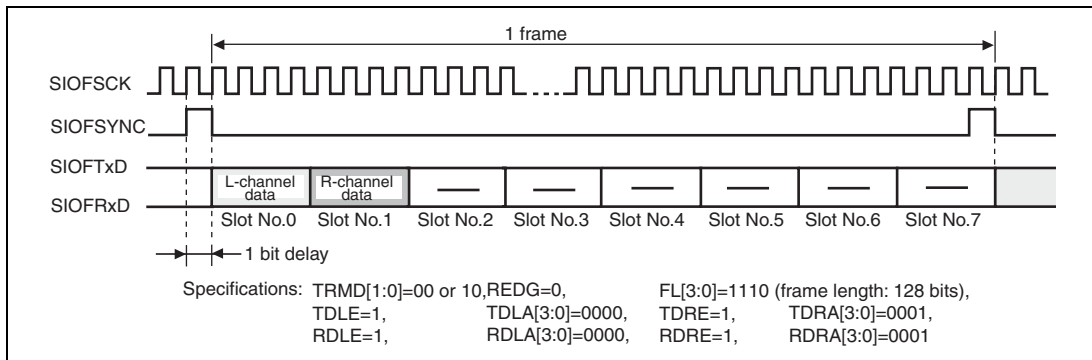 1 frame
SIOFSCK
SIOFSYNC
SIOFTxD
SIOFRxD
L-channel
data
R-channel
data
Slot No.0 Slot No.1 Slot No.2 Slot No.3 Slot No.4 Slot No.5 Slot No.6 Slot No.7
1 bit delay
Specifications: TRMD[1:0]=00 or 10, REDG=0, FL[3:0]=1110 (frame length: 128 bits),
TDLE=1, TDLA[3:0]=0000, TDRE=1, TDRA[3:0]=0001,
RDLE=1, RDLA[3:0]=0000, RDRE=1, RDRA[3:0]=0001